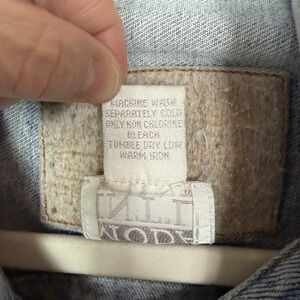 MACHINE WASH
SEPARATELY COLD
ONLY NON CHLORINE
BLEACH
TUMBLE DRY LOW
WARM IRON